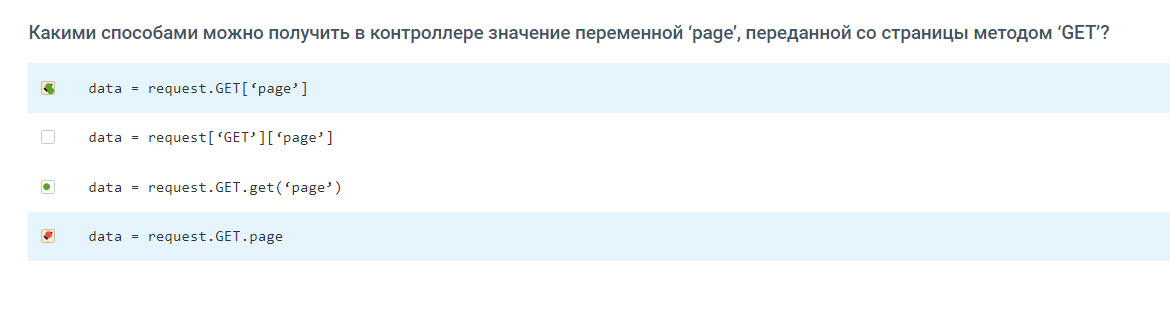 Какими способами можно получить в контроллере значение переменной ‘page’, переданной со страницы методом ‘GET’?
data = request.GET[‘page’]
data = request[‘GET’][‘page’]
data = request.GET.get(‘page’)
data = request.GET.page